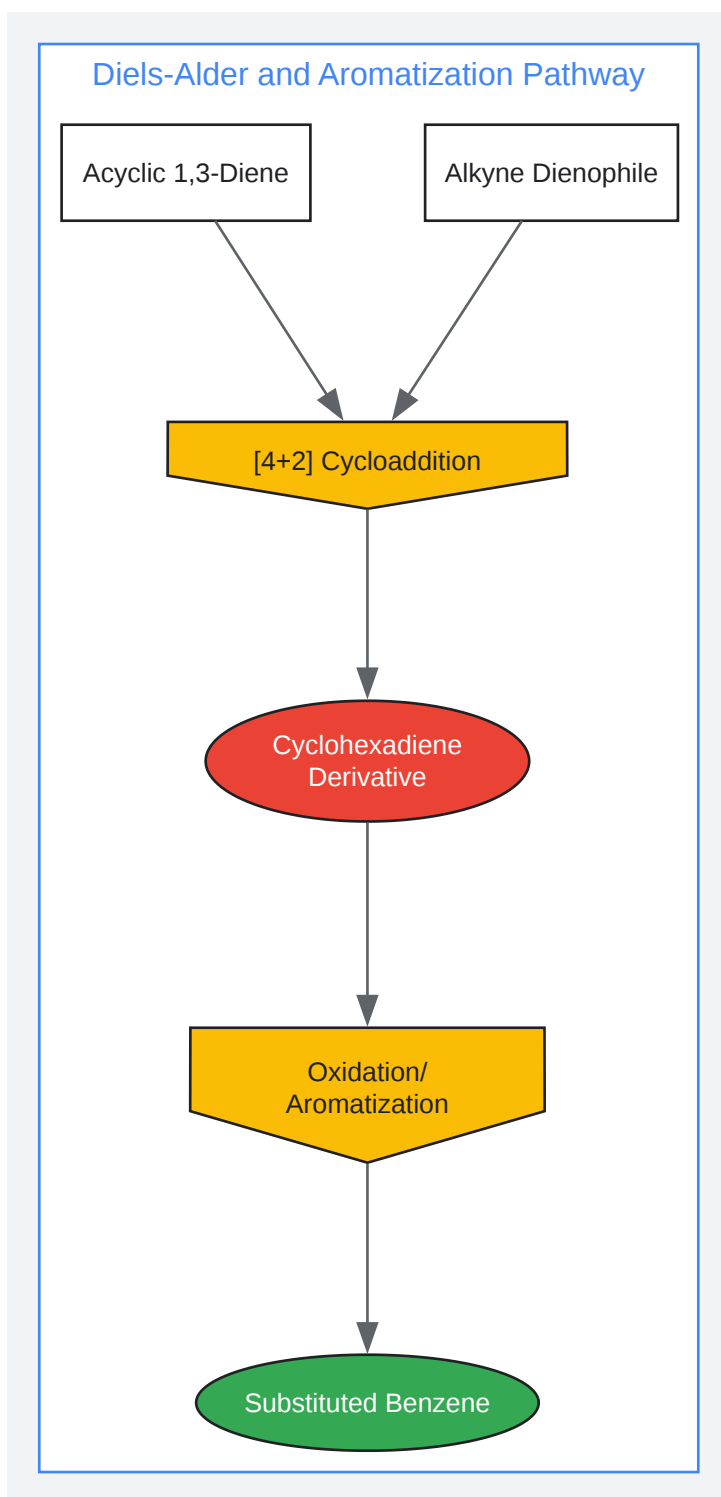 Diels-Alder and Aromatization Pathway
Acyclic 1,3-Diene
Alkyne Dienophile
[4+2] Cycloaddition
Cyclohexadiene
Derivative
Oxidation/
Aromatization
Substituted Benzene